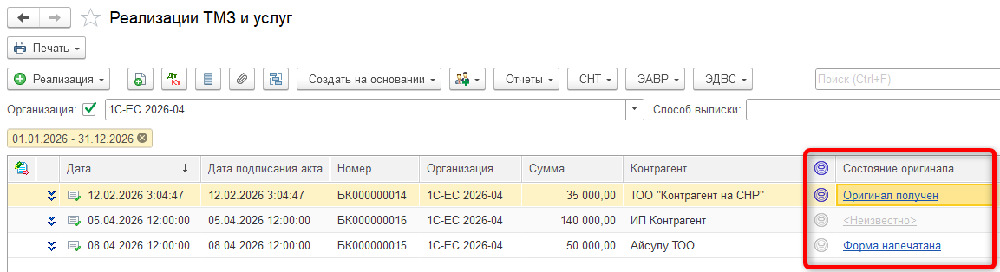 Реализации ТМЗ и услуг
Печать
Реализация Дт Кт Создать на основании Отчеты СНТ ЭАВР ЭДВС Поиск (Ctrl+F)
Организация: 1С-ЕС 2026-04 Способ выписки:
01.01.2026 - 31.12.2026
Дата ↓ Дата подписания акта Номер Организация Сумма Контрагент Состояние оригинала
12.02.2026 3:04:47 12.02.2026 3:04:47 БК000000014 1С-ЕС 2026-04 35 000,00 ТОО "Контрагент на СНР" Оригинал получен
05.04.2026 12:00:00 05.04.2026 12:00:00 БК000000016 1С-ЕС 2026-04 140 000,00 ИП Контрагент <Неизвестно>
08.04.2026 12:00:00 08.04.2026 12:00:00 БК000000015 1С-ЕС 2026-04 50 000,00 Айсулу ТОО Форма напечатана